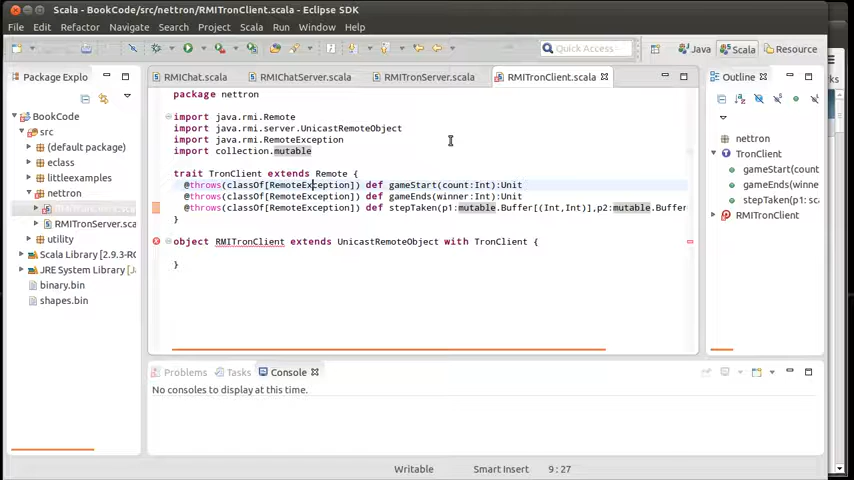 Scala - BookCode/src/nettron/RMITronClient.scala - Eclipse SDK
File Edit Refactor Navigate Search Project Scala Run Window Help
Quick Access
Java Scala Resource
Package Explo
RMIChat.scala RMIChatServer.scala RMITronServer.scala RMITronClient.scala
Outline
BookCode
src
(default package)
eclass
littleexamples
nettron
RMITronServer.sca
utility
Scala Library [2.9.3-RC
JRE System Library [Ja
binary.bin
shapes.bin
package nettron
import java.rmi.Remote
import java.rmi.server.UnicastRemoteObject
import java.rmi.RemoteException
import collection.mutable
trait TronClient extends Remote {
@throws(classOf[RemoteException]) def gameStart(count:Int):Unit
@throws(classOf[RemoteException]) def gameEnds(winner:Int):Unit
@throws(classOf[RemoteException]) def stepTaken(p1:mutable.Buffer[(Int,Int)],p2:mutable.Buffer
}
object RMITronClient extends UnicastRemoteObject with TronClient {
}
nettron
TronClient
gameStart(count
gameEnds(winne
stepTaken(p1: sc
RMITronClient
Problems Tasks Console
No consoles to display at this time.
Writable Smart Insert 9:27